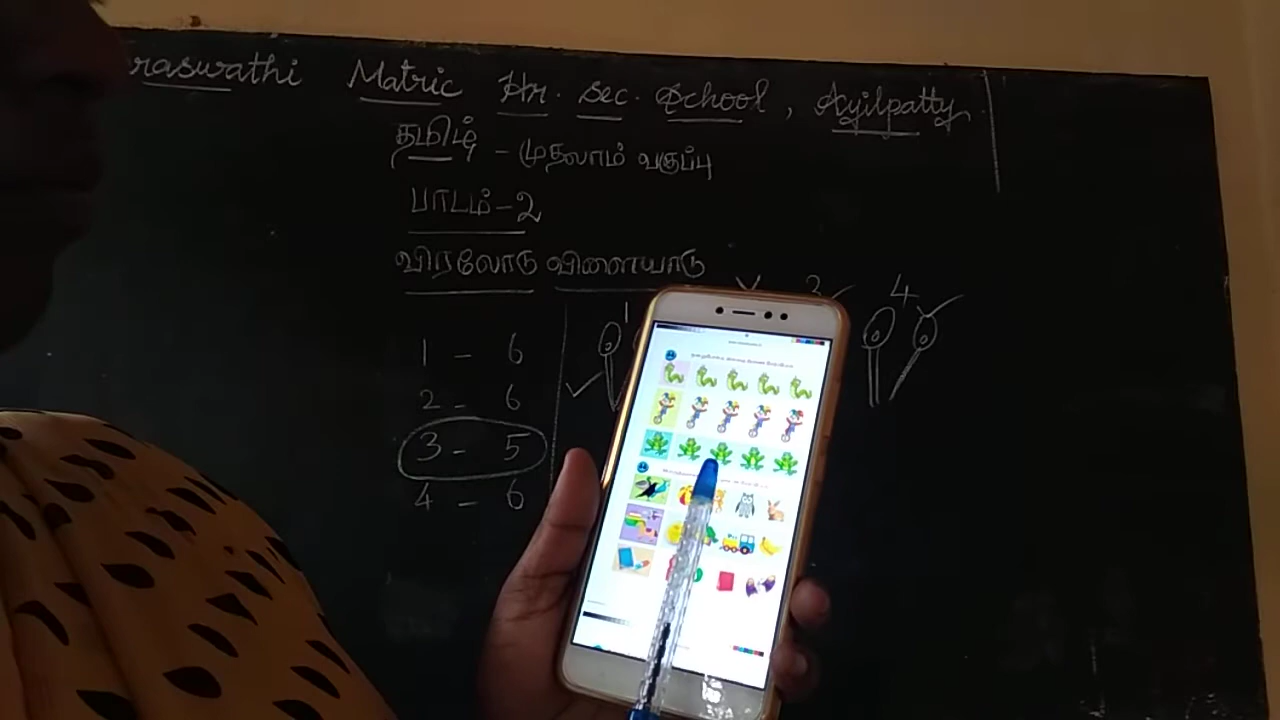 raswathi Matric Hr. Sec. School, Ayilpatty
தமிழ் - முதலாம் வகுப்பு
பாடம் - 2
விரலோடு விளையாடு
1 - 6
2 - 6
3 - 5
4 - 6
1
3
4